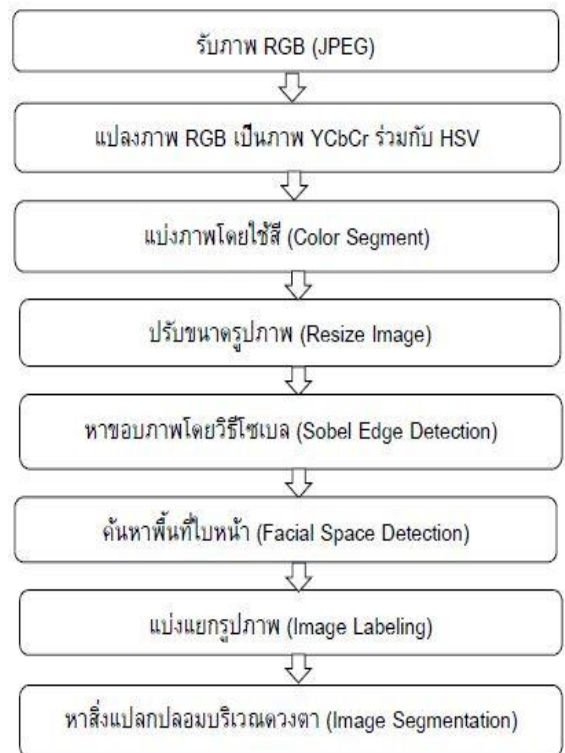 รับภาพ RGB (JPEG)
แปลงภาพ RGB เป็นภาพ YCbCr ร่วมกับ HSV
แบ่งภาพโดยใช้สี (Color Segment)
ปรับขนาดรูปภาพ (Resize Image)
หาขอบภาพโดยวิธีโซเบล (Sobel Edge Detection)
ค้นหาพื้นที่ใบหน้า (Facial Space Detection)
แบ่งแยกรูปภาพ (Image Labeling)
หาสิ่งแปลกปลอมบริเวณดวงตา (Image Segmentation)